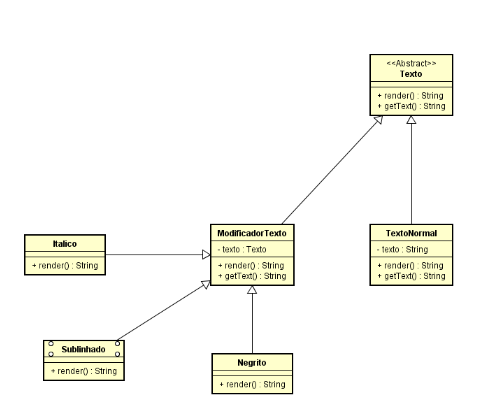 <<Abstract>>
Texto
+ render() : String
+ getText() : String
ModificadorTexto
- texto : Texto
+ render() : String
+ getText() : String
TextoNormal
- texto : String
+ render() : String
+ getText() : String
Italico
+ render() : String
Sublinhado
+ render() : String
Negrito
+ render() : String